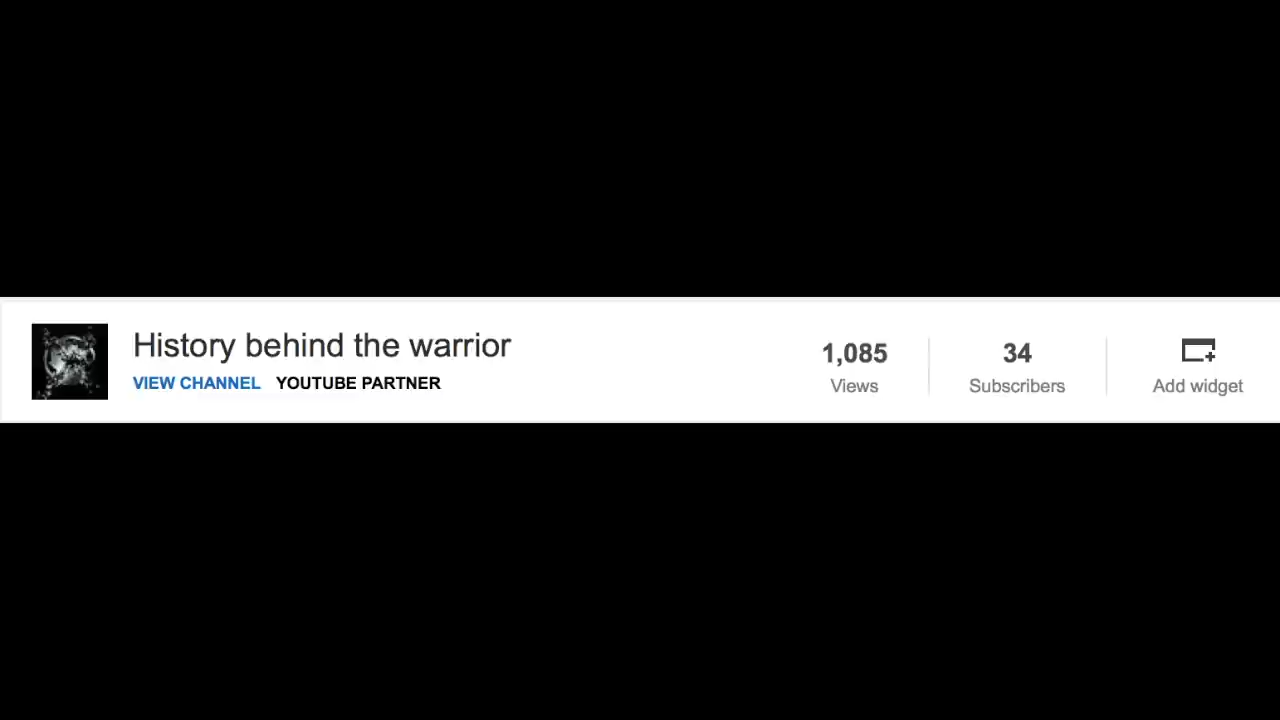 History behind the warrior
VIEW CHANNEL YOUTUBE PARTNER
1,085
Views
34
Subscribers
Add widget